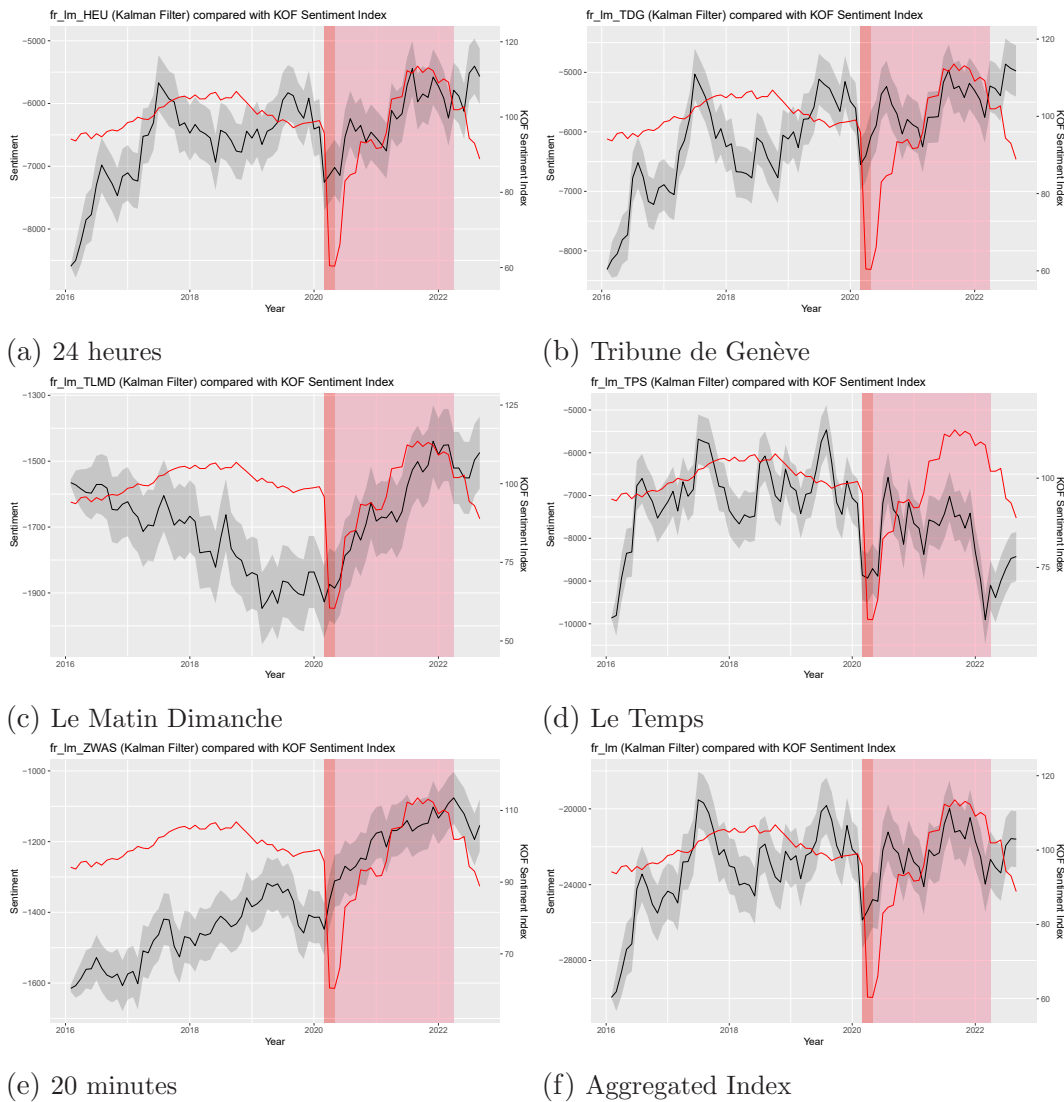 fr_lm_HEU (Kalman Filter) compared with KOF Sentiment Index
−5000
−6000
−7000
−8000
Sentiment
120
100
80
60
KOF Sentiment Index
2016 2018 2020 2022
Year
(a) 24 heures
fr_lm_TDG (Kalman Filter) compared with KOF Sentiment Index
−5000
−6000
−7000
−8000
Sentiment
120
100
80
60
KOF Sentiment Index
2016 2018 2020 2022
Year
(b) Tribune de Genève
fr_lm_TLMD (Kalman Filter) compared with KOF Sentiment Index
−1300
−1500
−1700
−1900
Sentiment
125
100
75
50
KOF Sentiment Index
2016 2018 2020 2022
Year
(c) Le Matin Dimanche
fr_lm_TPS (Kalman Filter) compared with KOF Sentiment Index
−5000
−6000
−7000
−8000
−9000
−10000
Sentiment
100
75
KOF Sentiment Index
2016 2018 2020 2022
Year
(d) Le Temps
fr_lm_ZWAS (Kalman Filter) compared with KOF Sentiment Index
−1000
−1200
−1400
−1600
Sentiment
113
90
70
KOF Sentiment Index
2016 2018 2020 2022
Year
(e) 20 minutes
fr_lm (Kalman Filter) compared with KOF Sentiment Index
−20000
−24000
−28000
Sentiment
120
100
80
60
KOF Sentiment Index
2016 2018 2020 2022
Year
(f) Aggregated Index